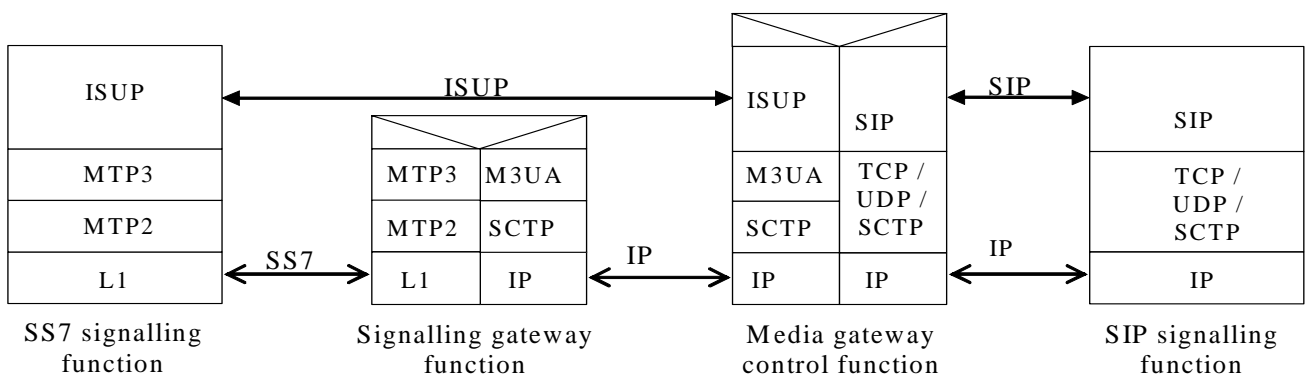 ISUP
MTP3
MTP2
L1
SS7 signalling
function
ISUP
SS7
MTP3
M3UA
MTP2
SCTP
L1
IP
Signalling gateway
function
IP
ISUP
SIP
M3UA
SCTP
TCP /
UDP /
SCTP
IP
IP
Media gateway
control function
SIP
IP
SIP
TCP /
UDP /
SCTP
IP
SIP signalling
function